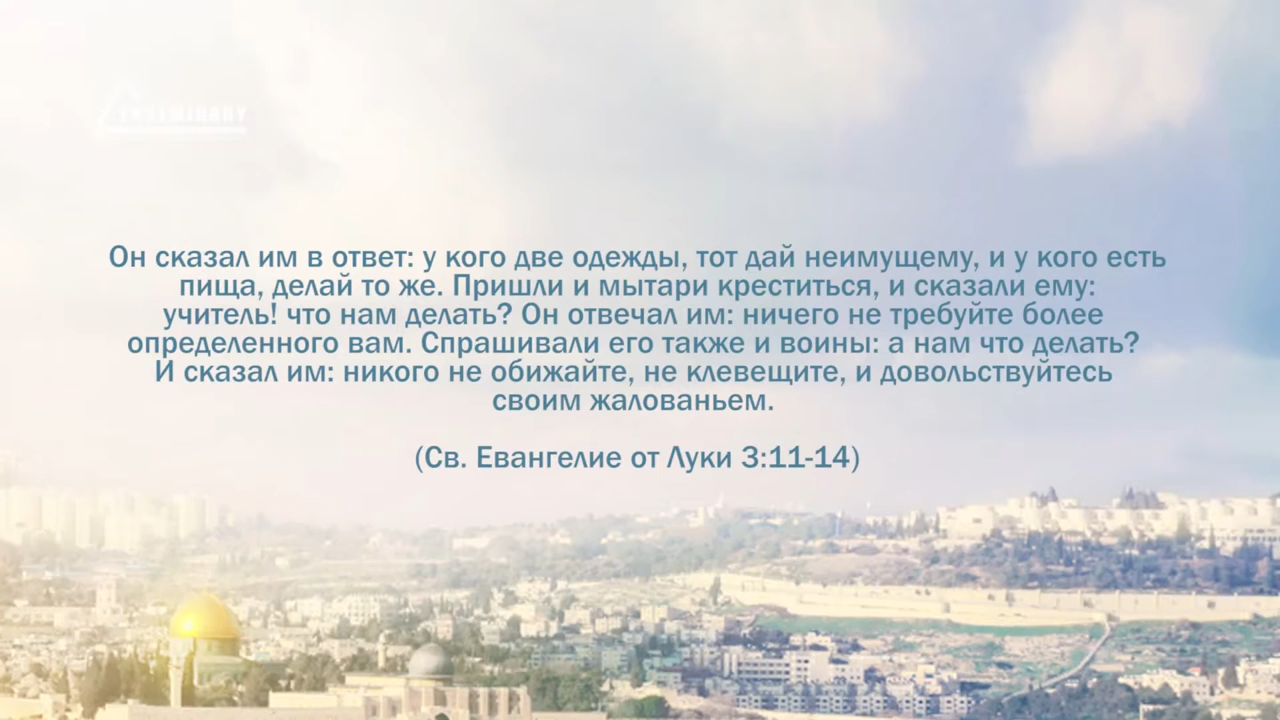 Он сказал им в ответ: у кого две одежды, тот дай неимущему, и у кого есть
пища, делай то же. Пришли и мытари креститься, и сказали ему:
учитель! что нам делать? Он отвечал им: ничего не требуйте более
определенного вам. Спрашивали его также и воины: а нам что делать?
И сказал им: никого не обижайте, не клевещите, и довольствуйтесь
своим жалованьем.
(Св. Евангелие от Луки 3:11-14)